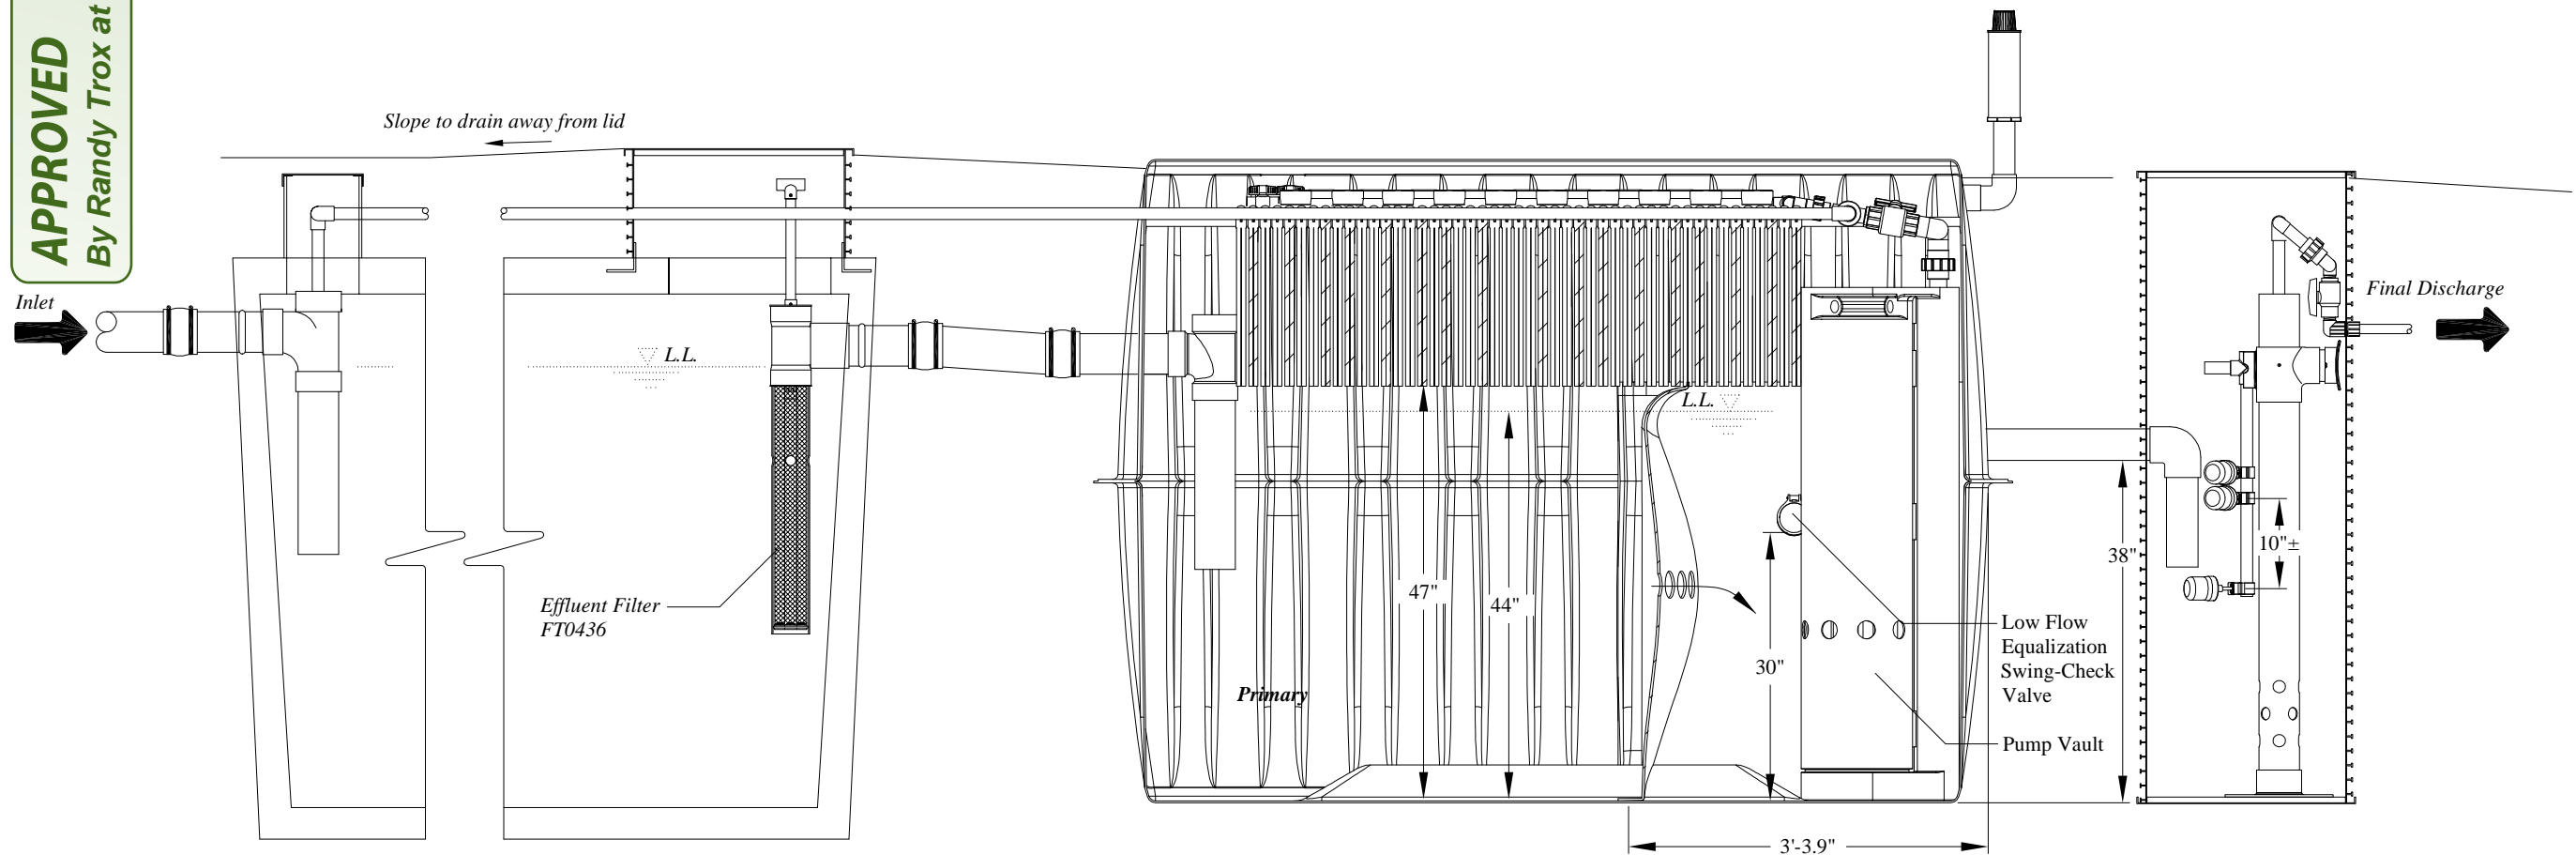 APPROVED
By Randy Trox at
Slope to drain away from lid
Inlet
L.L.
Effluent Filter
FT0436
Primary
47"
44"
L.L.
30"
3'-3.9"
38"
Low Flow
Equalization
Swing-Check
Valve
Pump Vault
10"±
Final Discharge